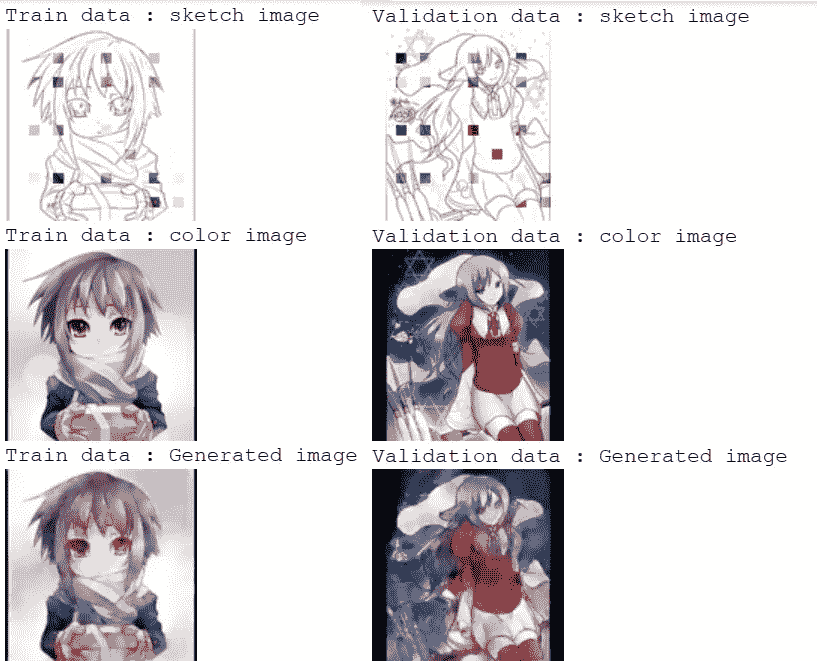 Train data : sketch image
Validation data : sketch image
Train data : color image
Validation data : color image
Train data : Generated image
Validation data : Generated image